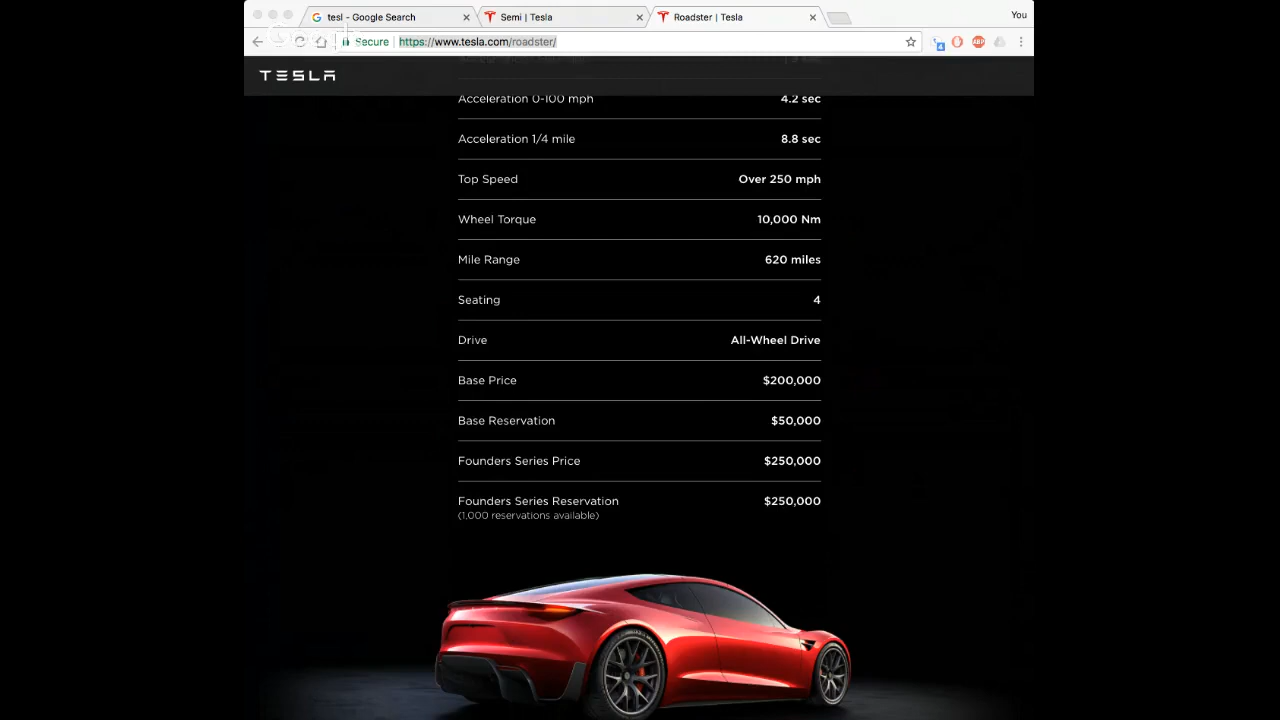 tesl - Google Search
Semi | Tesla
Roadster | Tesla
You
Secure
https://www.tesla.com/roadster/
4
ABP
TESLA
Acceleration 0-100 mph 4.2 sec
Acceleration 1/4 mile 8.8 sec
Top Speed Over 250 mph
Wheel Torque 10,000 Nm
Mile Range 620 miles
Seating 4
Drive All-Wheel Drive
Base Price $200,000
Base Reservation $50,000
Founders Series Price $250,000
Founders Series Reservation $250,000
(1,000 reservations available)